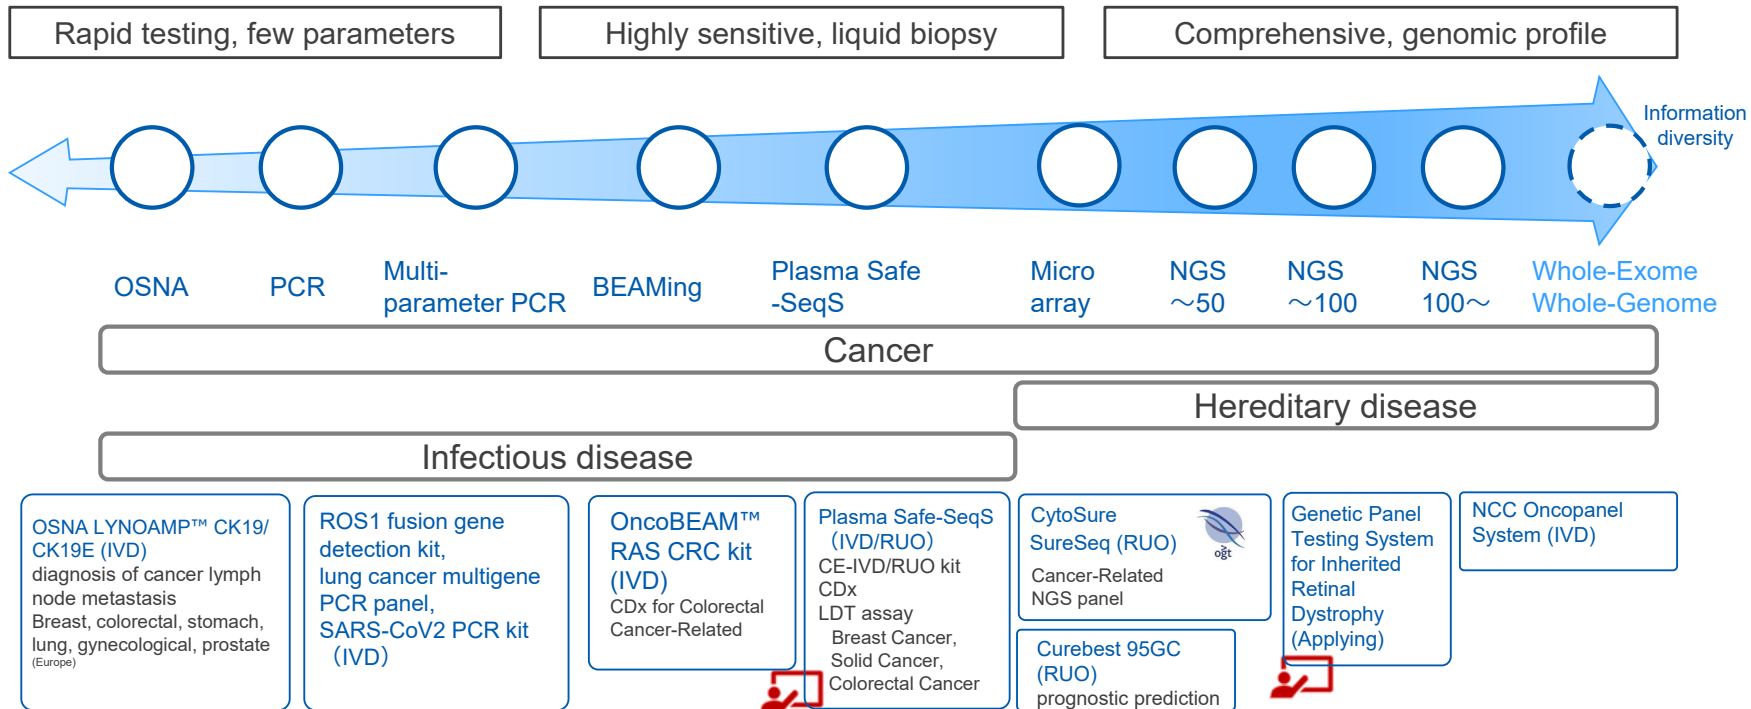 Rapid testing, few parameters
Highly sensitive, liquid biopsy
Comprehensive, genomic profile
Information
diversity
OSNA
PCR
Multi-
parameter PCR
BEAMing
Plasma Safe
-SeqS
Micro
array
NGS
～50
NGS
～100
NGS
100～
Whole-Exome
Whole-Genome
Cancer
Hereditary disease
Infectious disease
OSNA LYNOAMP™ CK19/
CK19E (IVD)
diagnosis of cancer lymph
node metastasis
Breast, colorectal, stomach,
lung, gynecological, prostate
(Europe)
ROS1 fusion gene
detection kit,
lung cancer multigene
PCR panel,
SARS-CoV2 PCR kit
（IVD）
OncoBEAM™
RAS CRC kit
(IVD)
CDx for Colorectal
Cancer-Related
Plasma Safe-SeqS
（IVD/RUO）
CE-IVD/RUO kit
CDx
LDT assay
Breast Cancer,
Solid Cancer,
Colorectal Cancer
CytoSure
SureSeq (RUO)
Cancer-Related
NGS panel
ogt
Curebest 95GC
(RUO)
prognostic prediction
Genetic Panel
Testing System
for Inherited
Retinal
Dystrophy
(Applying)
NCC Oncopanel
System (IVD)